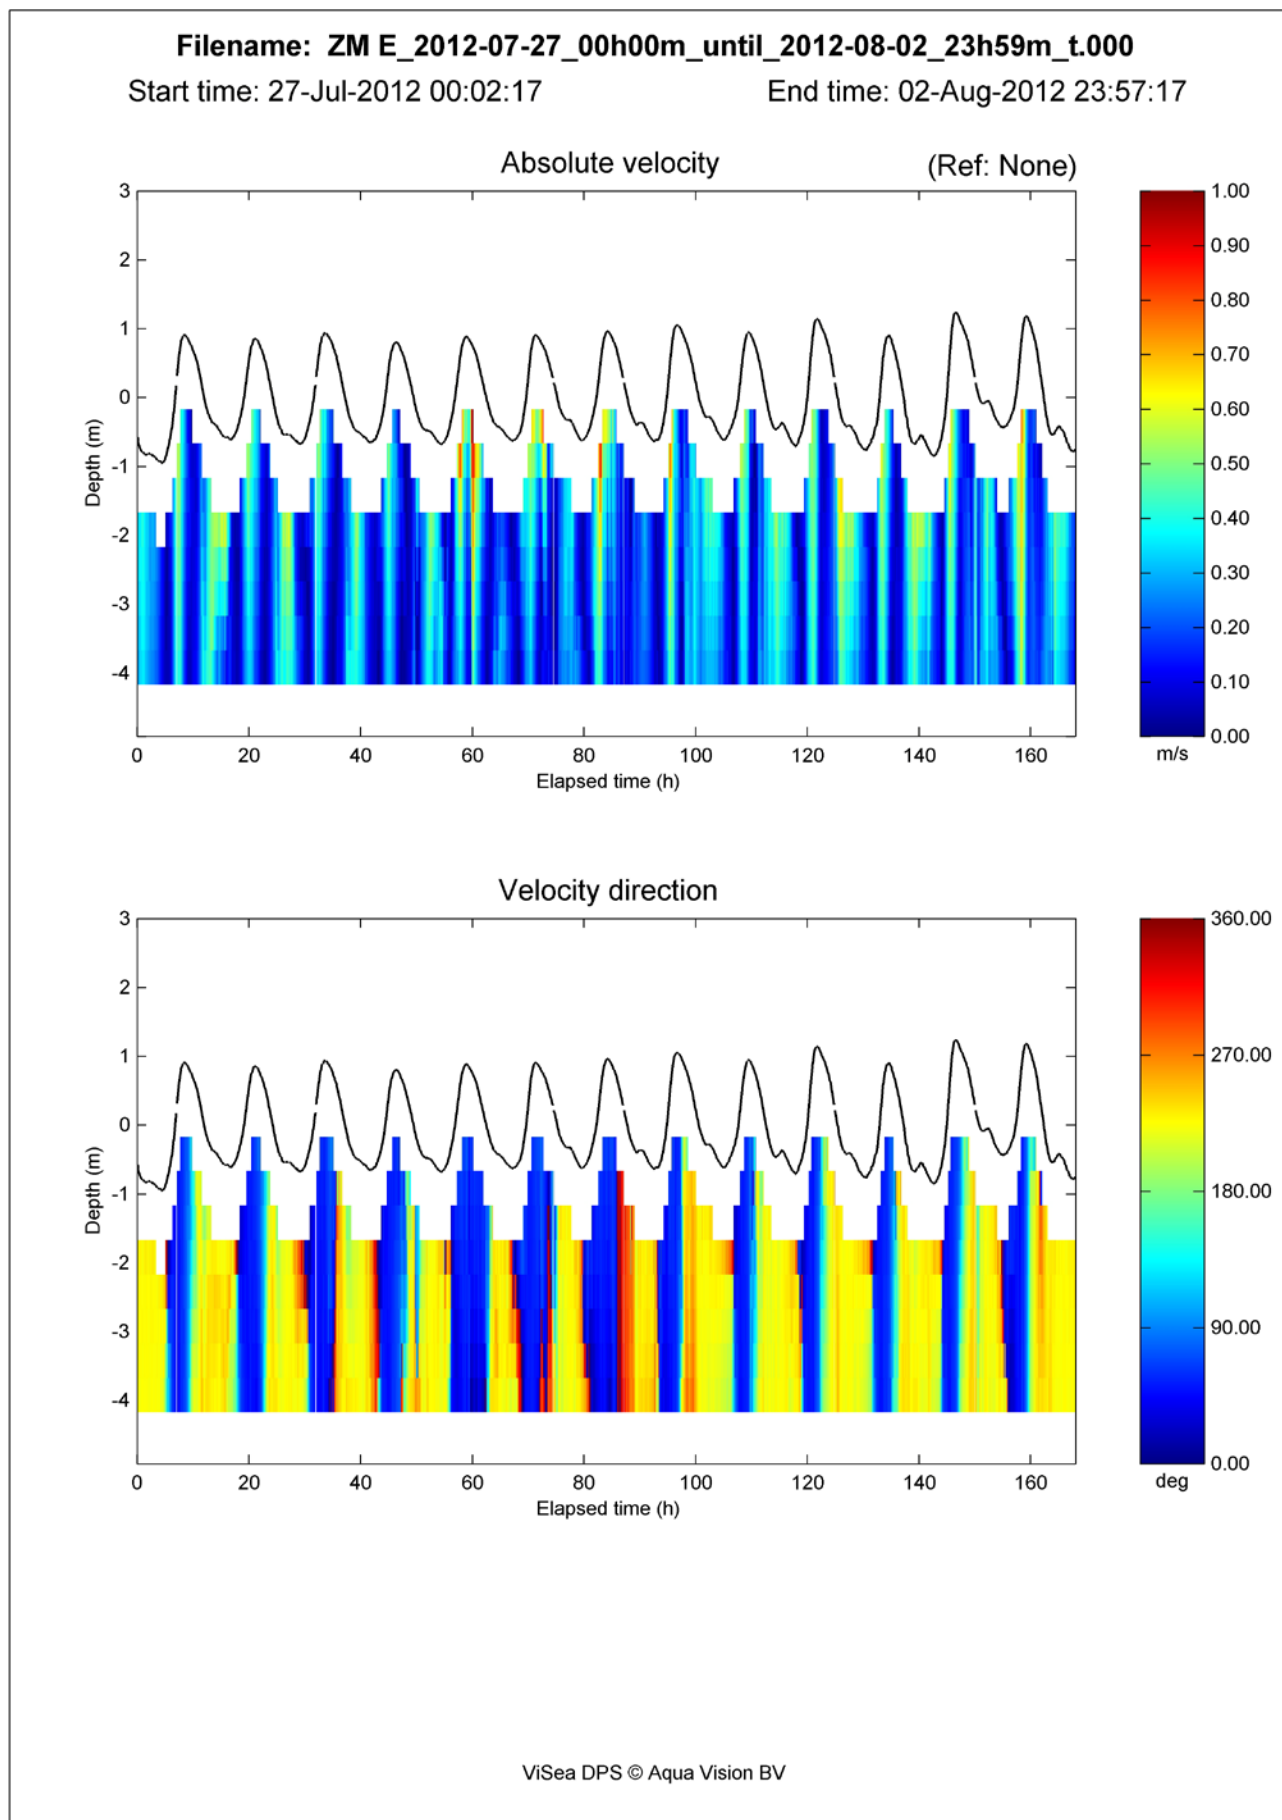 Filename: ZM E_2012-07-27_00h00m_until_2012-08-02_23h59m_t.000
Start time: 27-Jul-2012 00:02:17 End time: 02-Aug-2012 23:57:17
Absolute velocity (Ref: None)
3
2
1
0
-1
-2
-3
-4
Depth (m)
0 20 40 60 80 100 120 140 160
Elapsed time (h)
1.00
0.90
0.80
0.70
0.60
0.50
0.40
0.30
0.20
0.10
0.00
m/s
Velocity direction
3
2
1
0
-1
-2
-3
-4
Depth (m)
0 20 40 60 80 100 120 140 160
Elapsed time (h)
360.00
270.00
180.00
90.00
0.00
deg
ViSea DPS © Aqua Vision BV